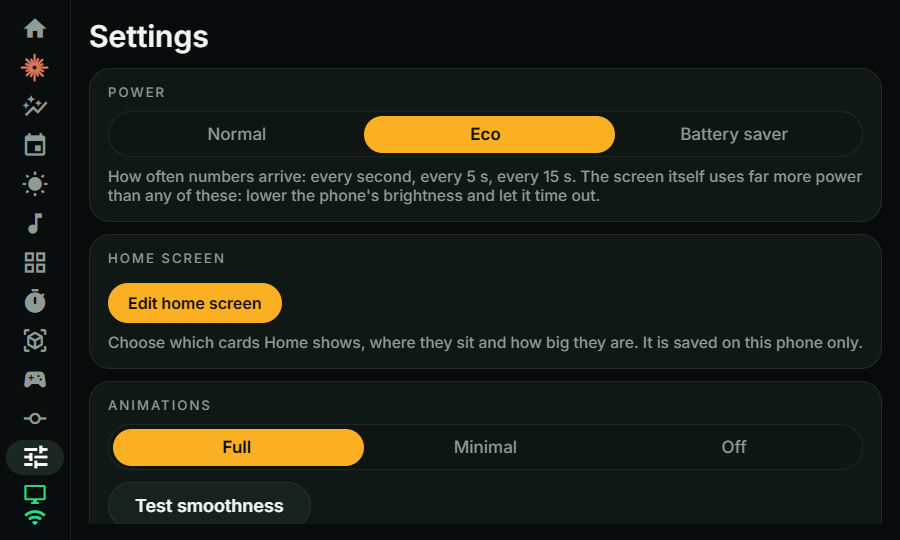 Settings
POWER
Normal
Eco
Battery saver
How often numbers arrive: every second, every 5 s, every 15 s. The screen itself uses far more power
than any of these: lower the phone's brightness and let it time out.
HOME SCREEN
Edit home screen
Choose which cards Home shows, where they sit and how big they are. It is saved on this phone only.
ANIMATIONS
Full
Minimal
Off
Test smoothness